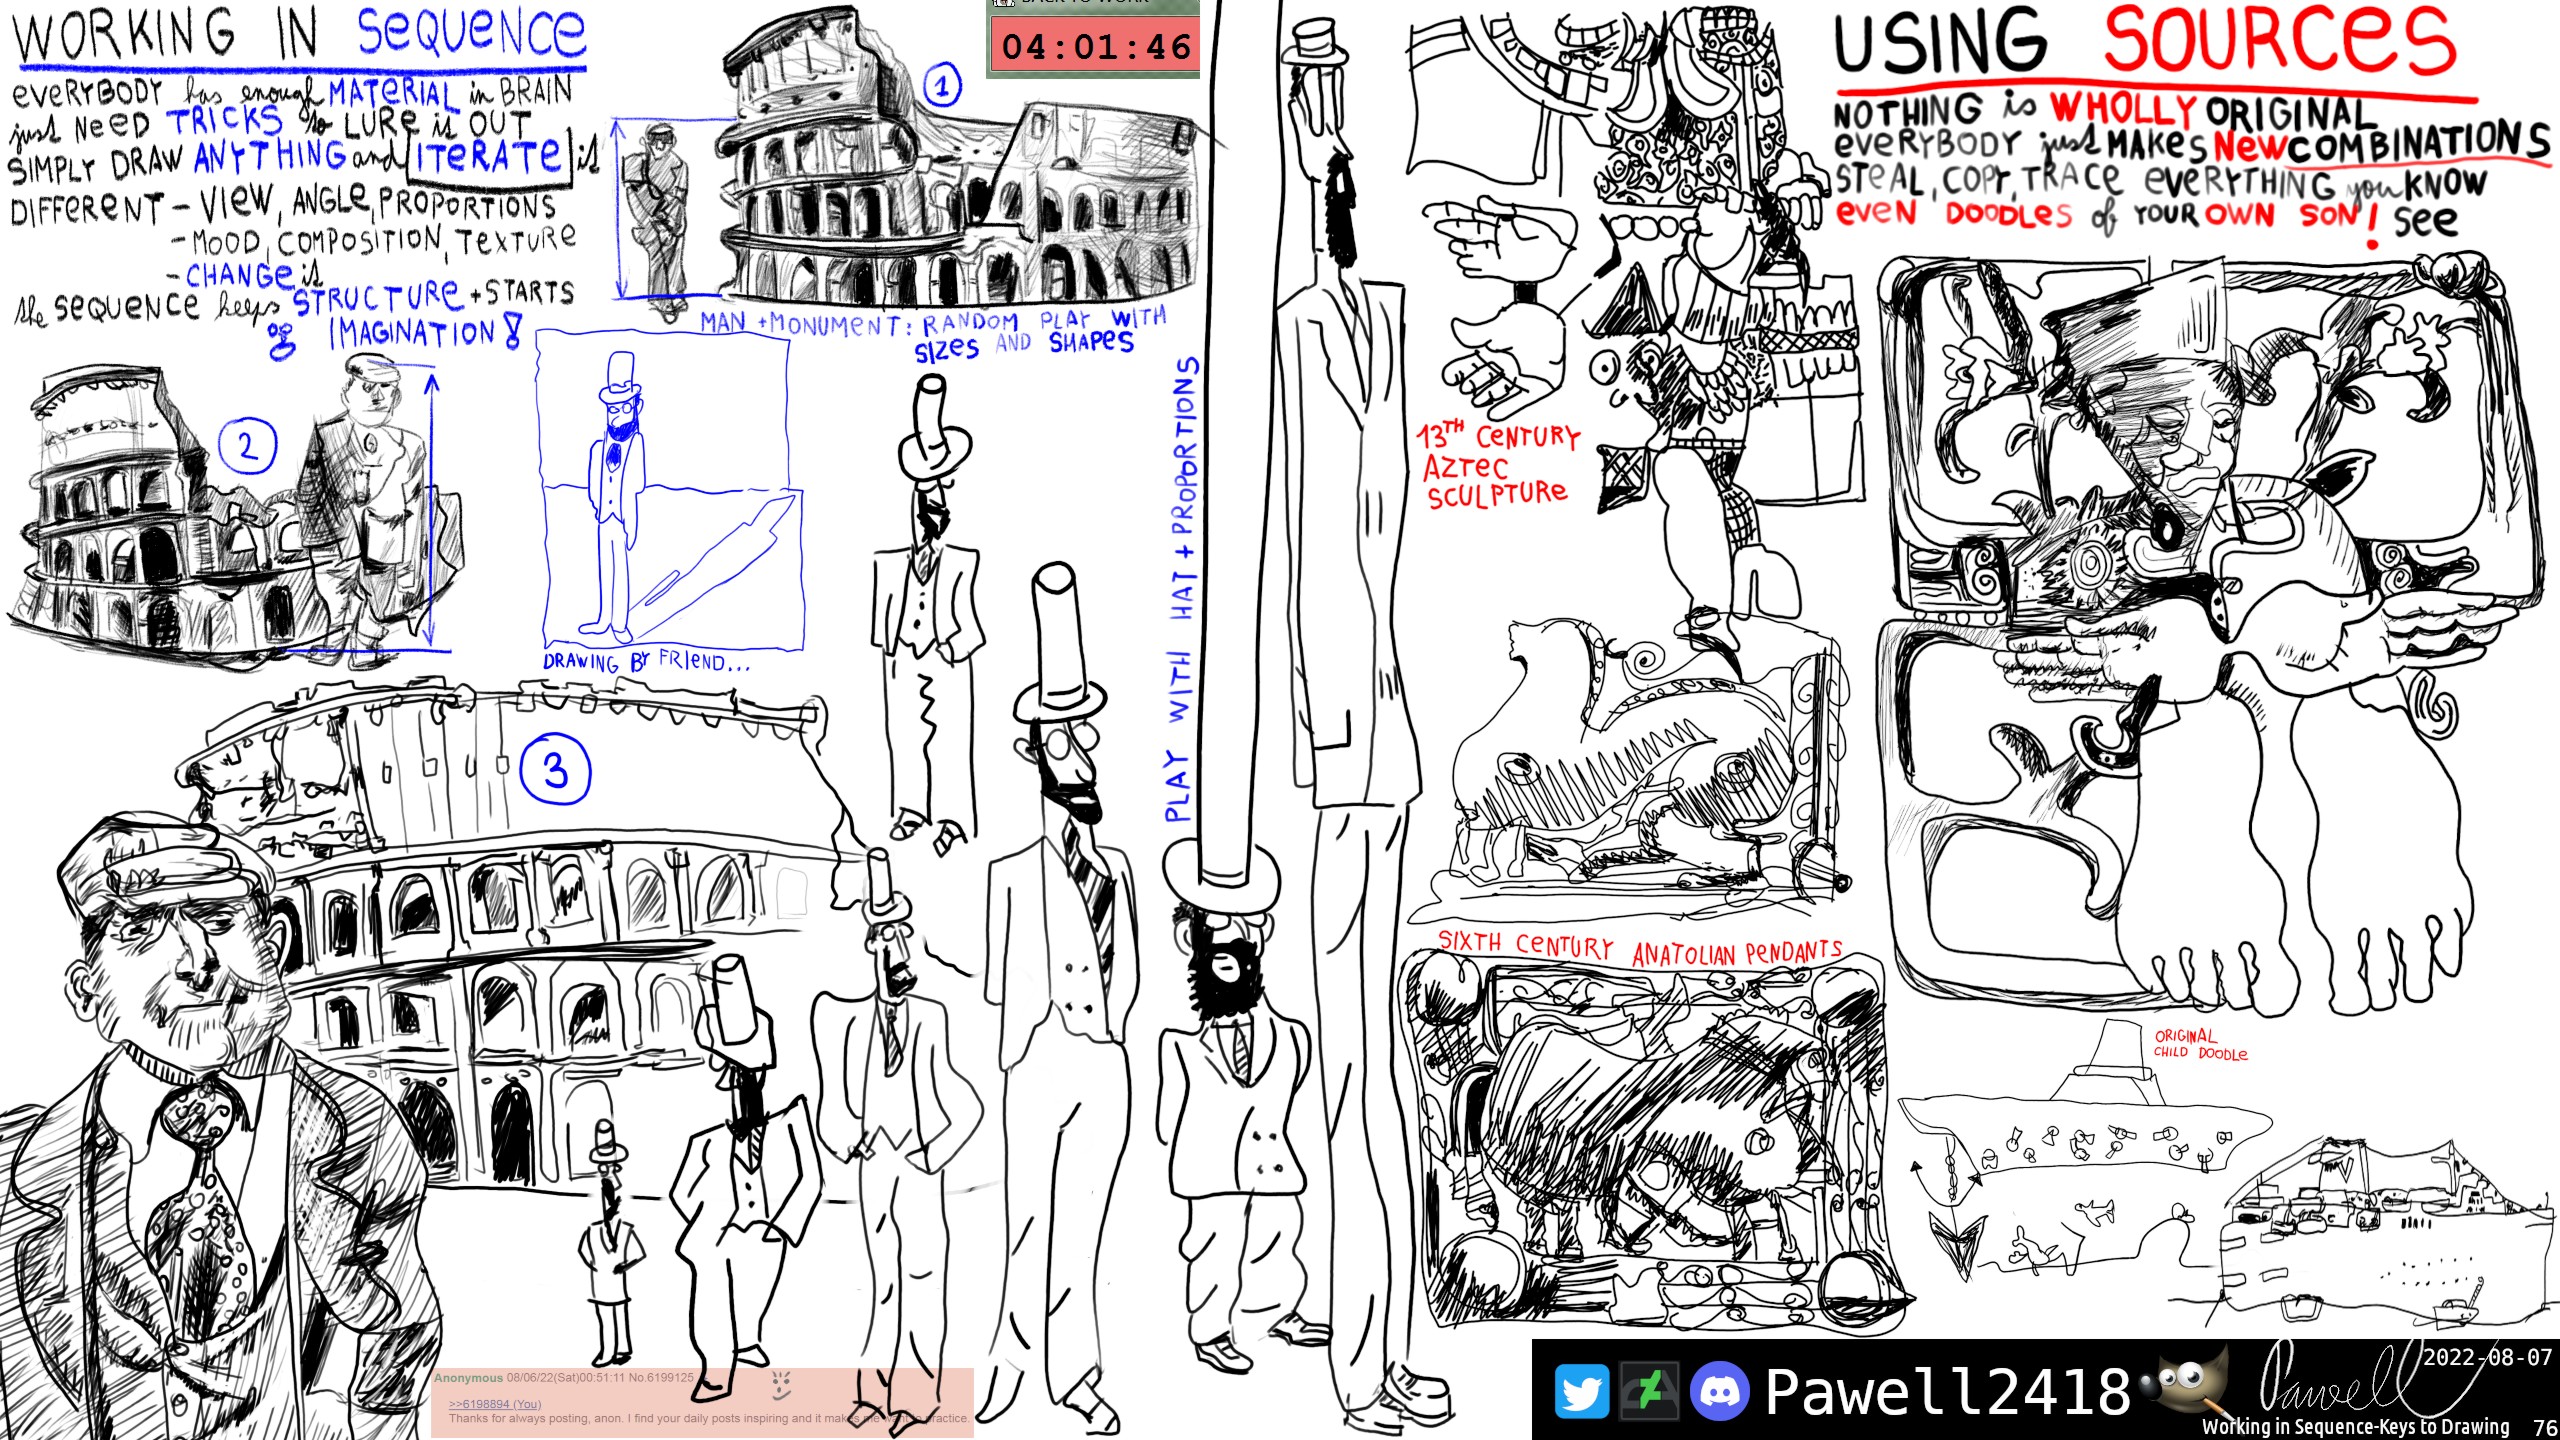 WORKING IN SEQUENCE
EVERYBODY has enough MATERIAL in BRAIN
just NEED TRICKS to LURE it OUT
SIMPLY DRAW ANYTHING and ITERATE it
DIFFERENT - VIEW, ANGLE, PROPORTIONS
- MOOD, COMPOSITION, TEXTURE
- CHANGE it
the SEQUENCE keeps STRUCTURE + STARTS
IMAGINATION!
BACK TO WORK
04:01:46
1
MAN + MONUMENT: RANDOM PLAY WITH
SIZES AND SHAPES
2
DRAWING BY FRIEND...
3
PLAY WITH HAT + PROPORTIONS
USING SOURCES
NOTHING is WHOLLY ORIGINAL
EVERYBODY just MAKES NEW COMBINATIONS
STEAL, COPY, TRACE EVERYTHING you KNOW
EVEN DOODLES of YOUR OWN SON! SEE
13TH CENTURY
AZTEC
SCULPTURE
SIXTH CENTURY ANATOLIAN PENDANTS
ORIGINAL
CHILD DOODLE
Anonymous 08/06/22(Sat)00:51:11 No.6199125
>>6198894 (You)
Thanks for always posting, anon. I find your daily posts inspiring and it makes me want to practice.
Pawell2418
Pawell
2022-08-07
Working in Sequence-Keys to Drawing 76